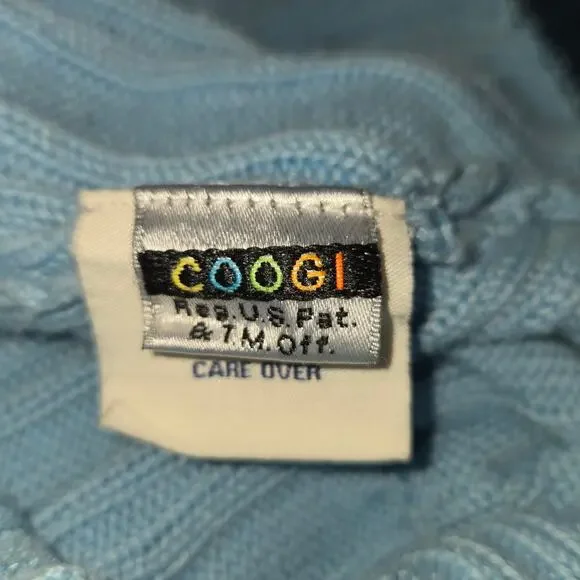 COOGI
Reg.U.S.Pat.
& T.M.Off.
CARE OVER